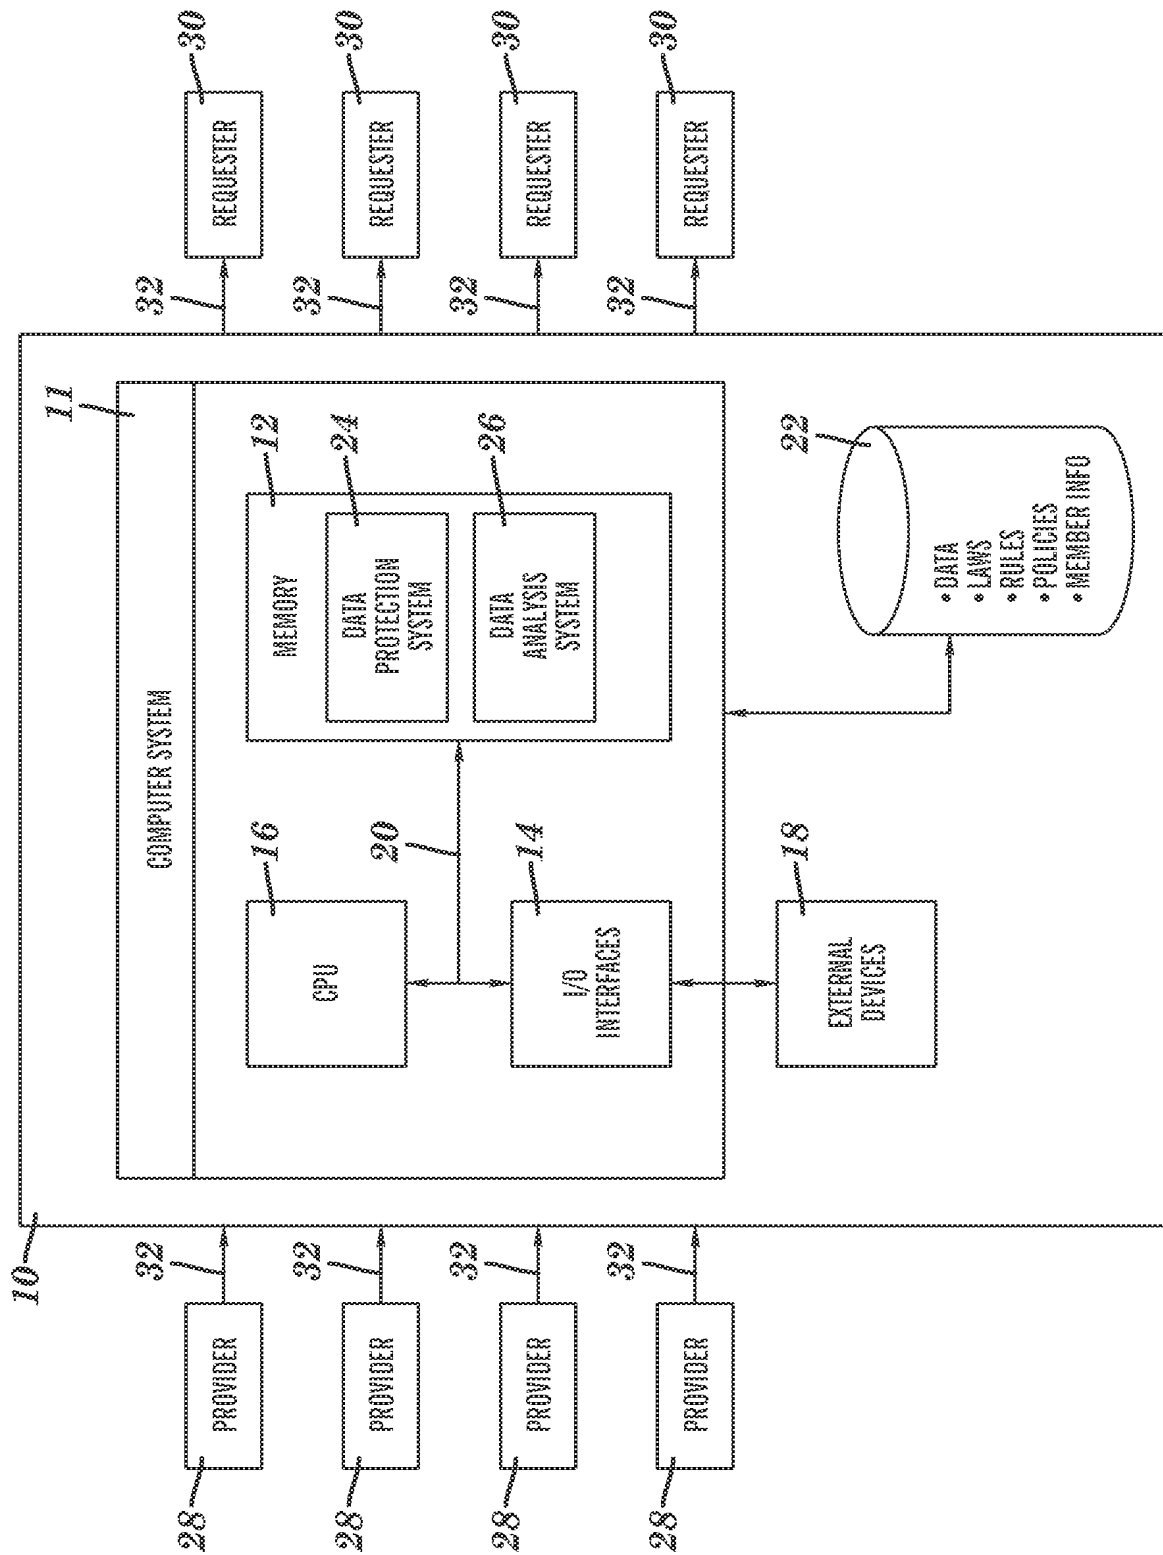 10
COMPUTER SYSTEM
11
CPU
16
MEMORY
12
DATA
PROTECTION
SYSTEM
24
20
I/O
INTERFACES
14
DATA
ANALYSIS
SYSTEM
26
EXTERNAL
DEVICES
18
22
• DATA
• LAWS
• RULES
• POLICIES
• MEMBER INFO
28
PROVIDER
32
28
PROVIDER
32
28
PROVIDER
32
28
PROVIDER
32
32
REQUESTER
30
32
REQUESTER
30
32
REQUESTER
30
32
REQUESTER
30